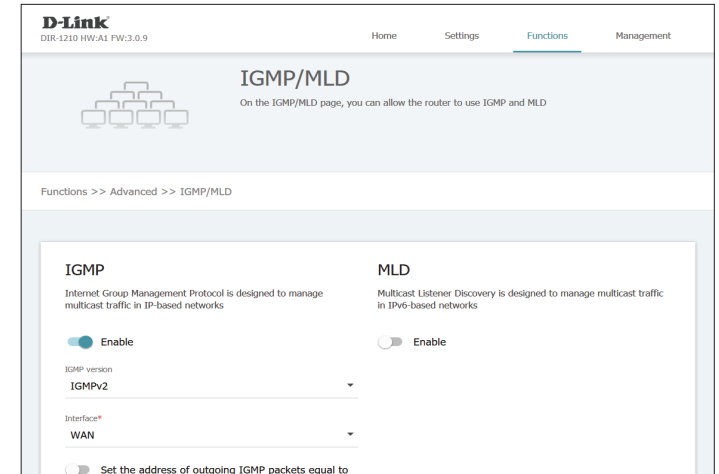 D-Link
DIR-1210 HW:A1 FW:3.0.9
Home Settings Functions Management
IGMP/MLD
On the IGMP/MLD page, you can allow the router to use IGMP and MLD
Functions >> Advanced >> IGMP/MLD
IGMP
Internet Group Management Protocol is designed to manage
multicast traffic in IP-based networks
Enable
IGMP version
IGMPv2
Interface*
WAN
Set the address of outgoing IGMP packets equal to
MLD
Multicast Listener Discovery is designed to manage multicast traffic
in IPv6-based networks
Enable